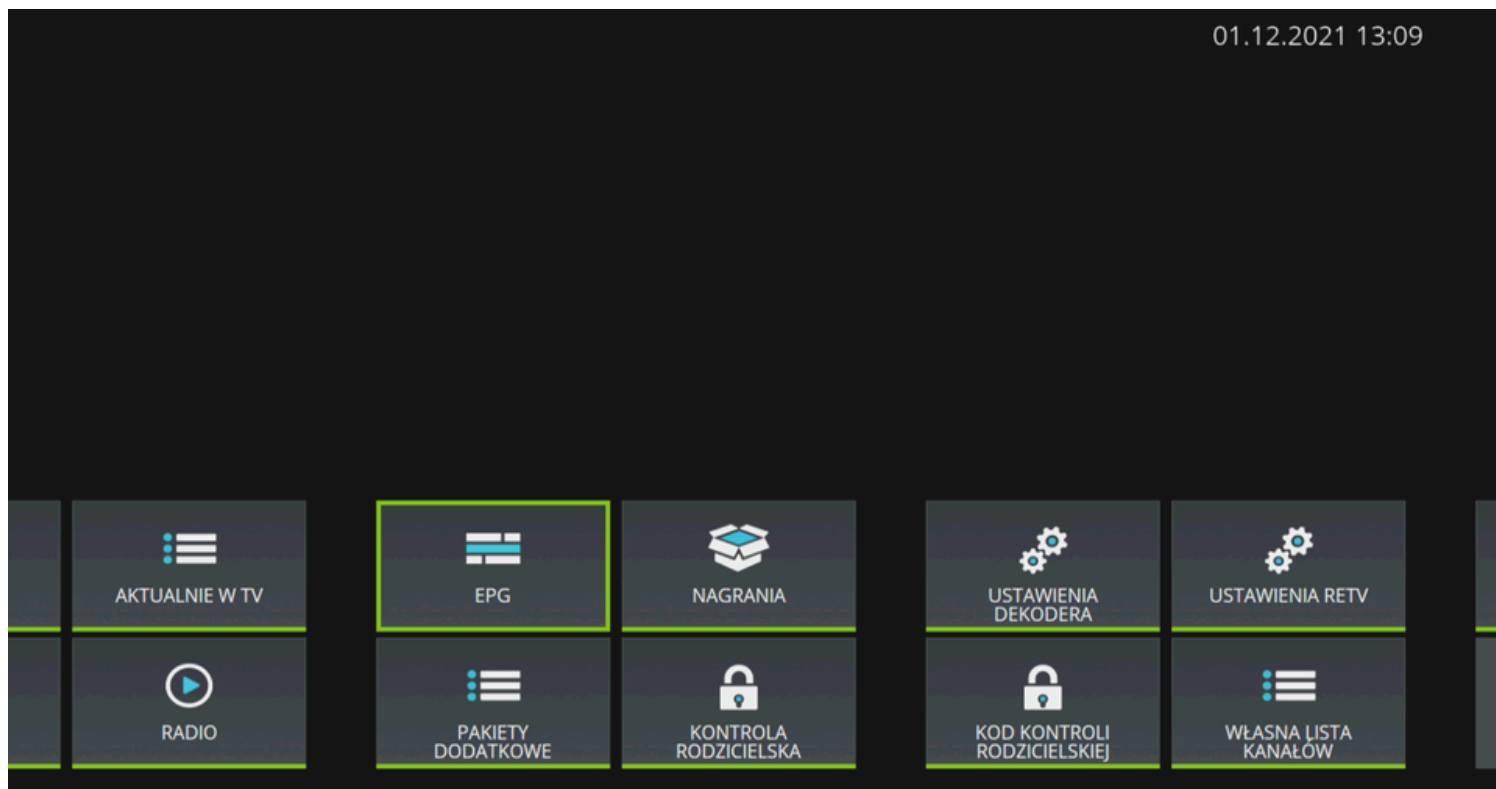 01.12.2021 13:09
AKTUALNIE W TV
EPG
NAGRANIA
USTAWIENIA
DEKODERA
USTAWIENIA RETV
RADIO
PAKIETY
DODATKOWE
KONTROLA
RODZICIELSKA
KOD KONTROLI
RODZICIELSKIEJ
WŁASNA LISTA
KANAŁÓW